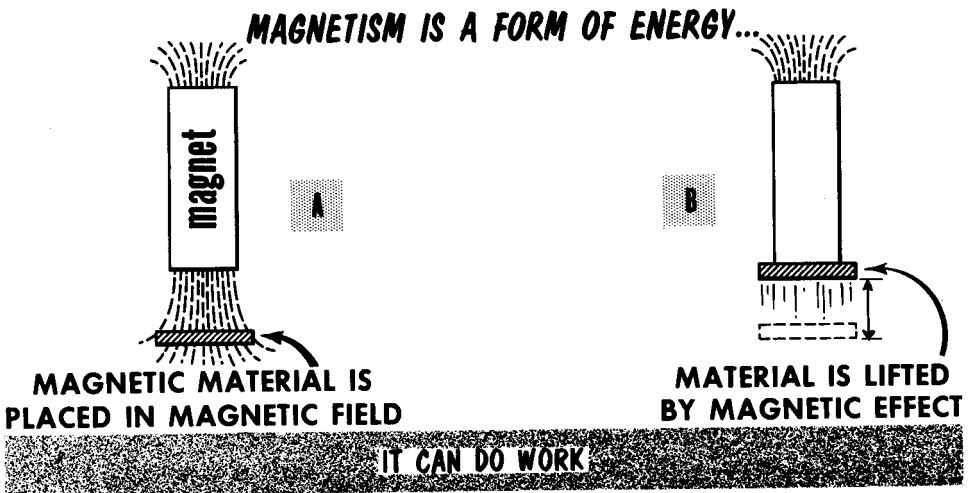 MAGNETISM IS A FORM OF ENERGY...
magnet
A
B
MAGNETIC MATERIAL IS
PLACED IN MAGNETIC FIELD
MATERIAL IS LIFTED
BY MAGNETIC EFFECT
IT CAN DO WORK